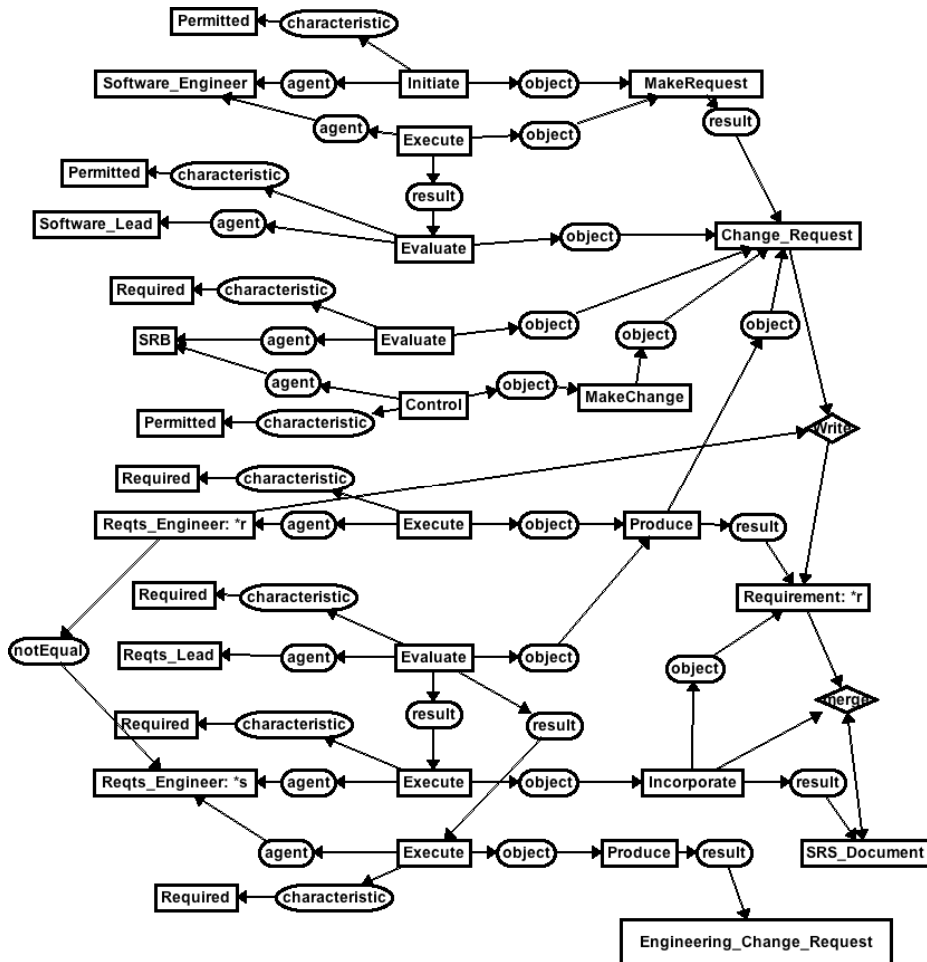 Permitted
characteristic
Software_Engineer
agent
Initiate
object
MakeRequest
result
agent
Execute
object
Permitted
characteristic
result
Software_Lead
agent
Evaluate
object
Change_Request
Required
characteristic
object
SRB
agent
Evaluate
object
object
agent
object
Control
MakeChange
Permitted
characteristic
Write
Required
characteristic
Reqts_Engineer: *r
agent
Execute
object
Produce
result
Required
characteristic
Requirement: *r
notEqual
Reqts_Lead
agent
Evaluate
object
object
merge
result
Required
characteristic
result
Reqts_Engineer: *s
agent
Execute
object
Incorporate
result
agent
Execute
object
Produce
result
SRS_Document
Required
characteristic
Engineering_Change_Request